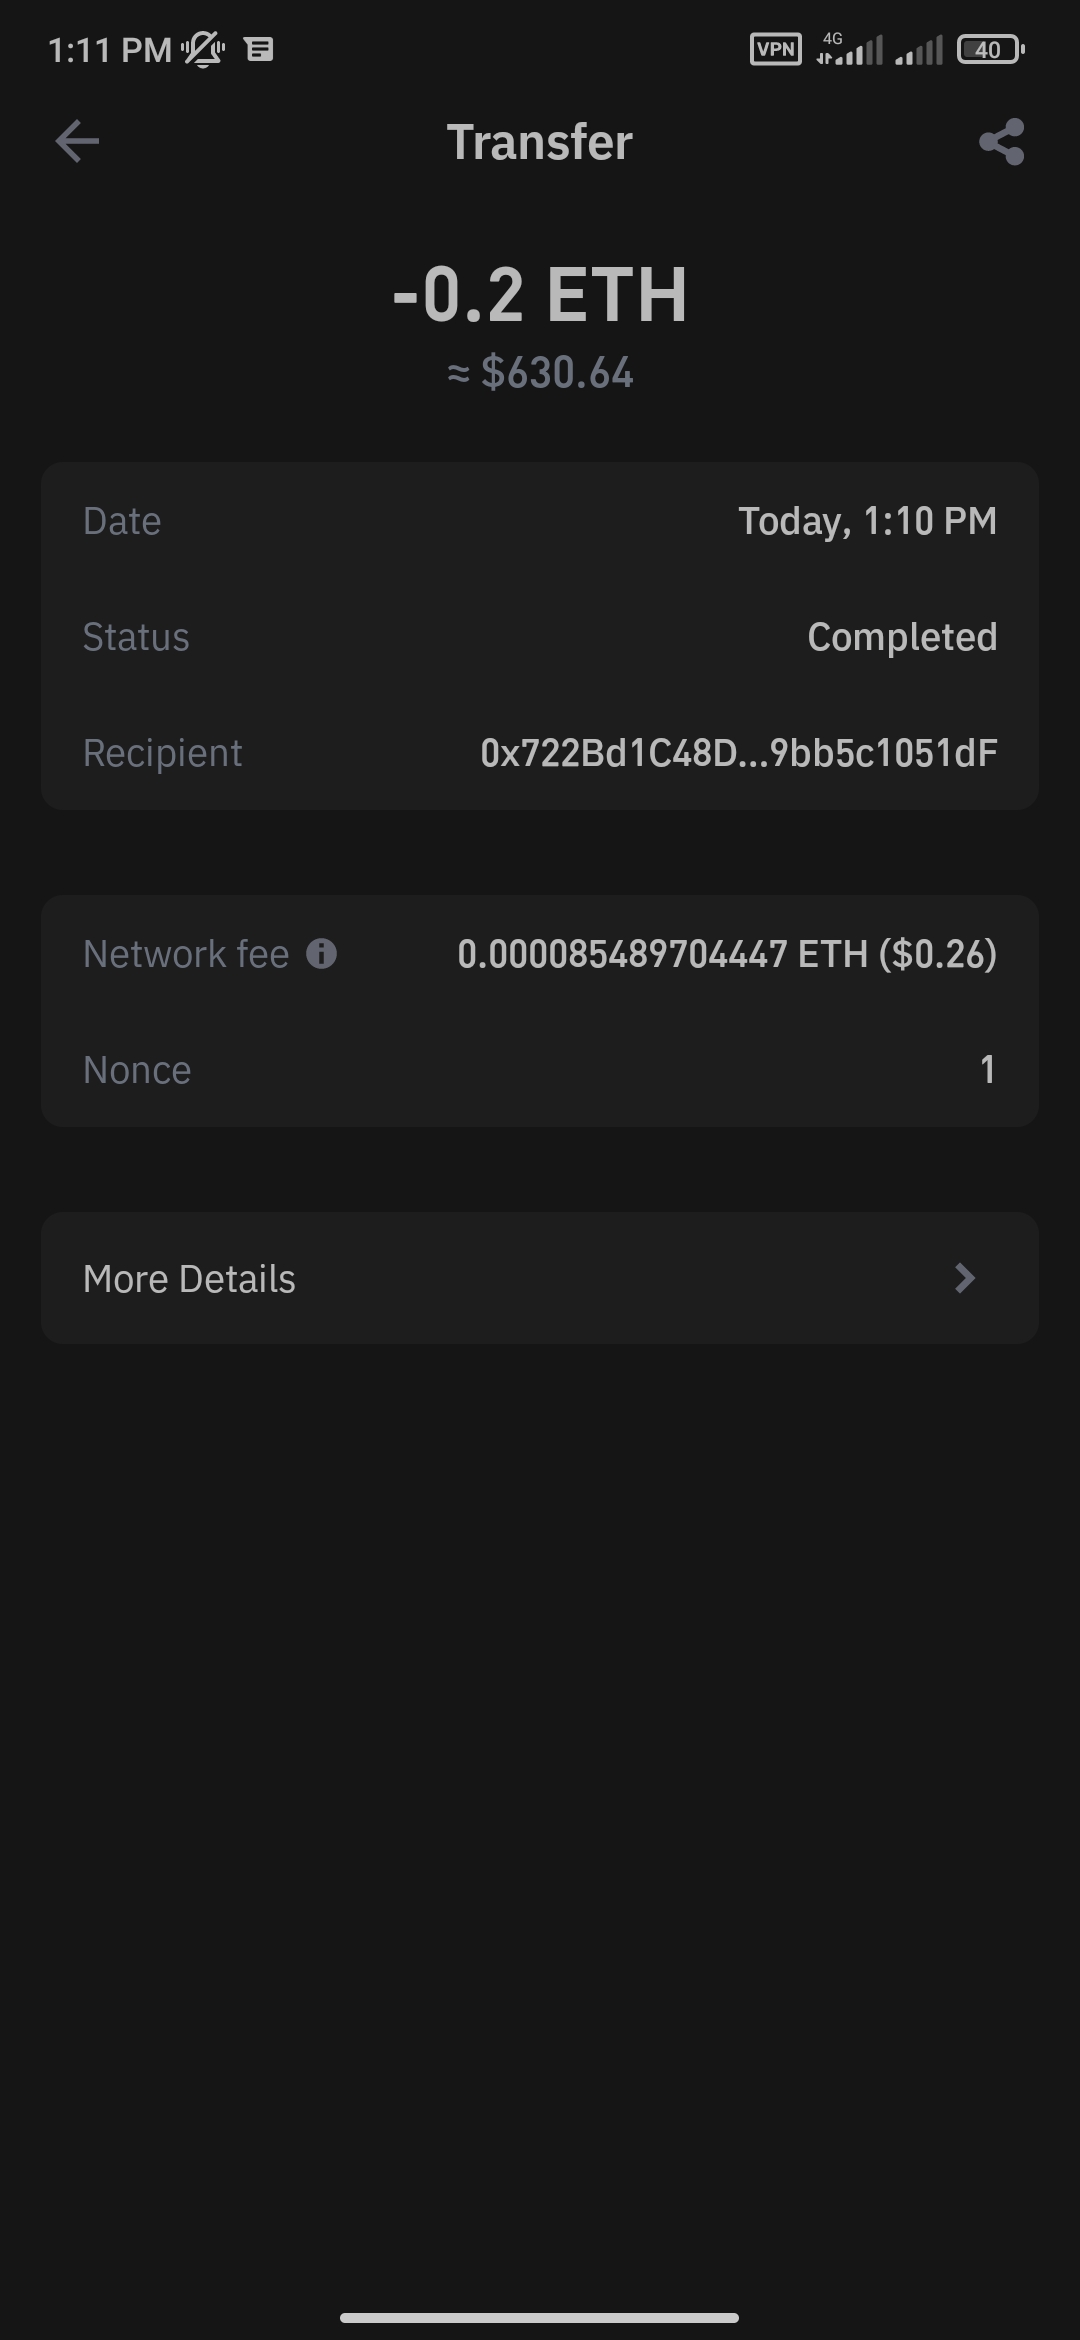 1:11 PM VPN 4G 40
Transfer
-0.2 ETH
≈ $630.64
Date Today, 1:10 PM
Status Completed
Recipient 0x722Bd1C48D...9bb5c1051dF
Network fee 0.000085489704447 ETH ($0.26)
Nonce 1
More Details